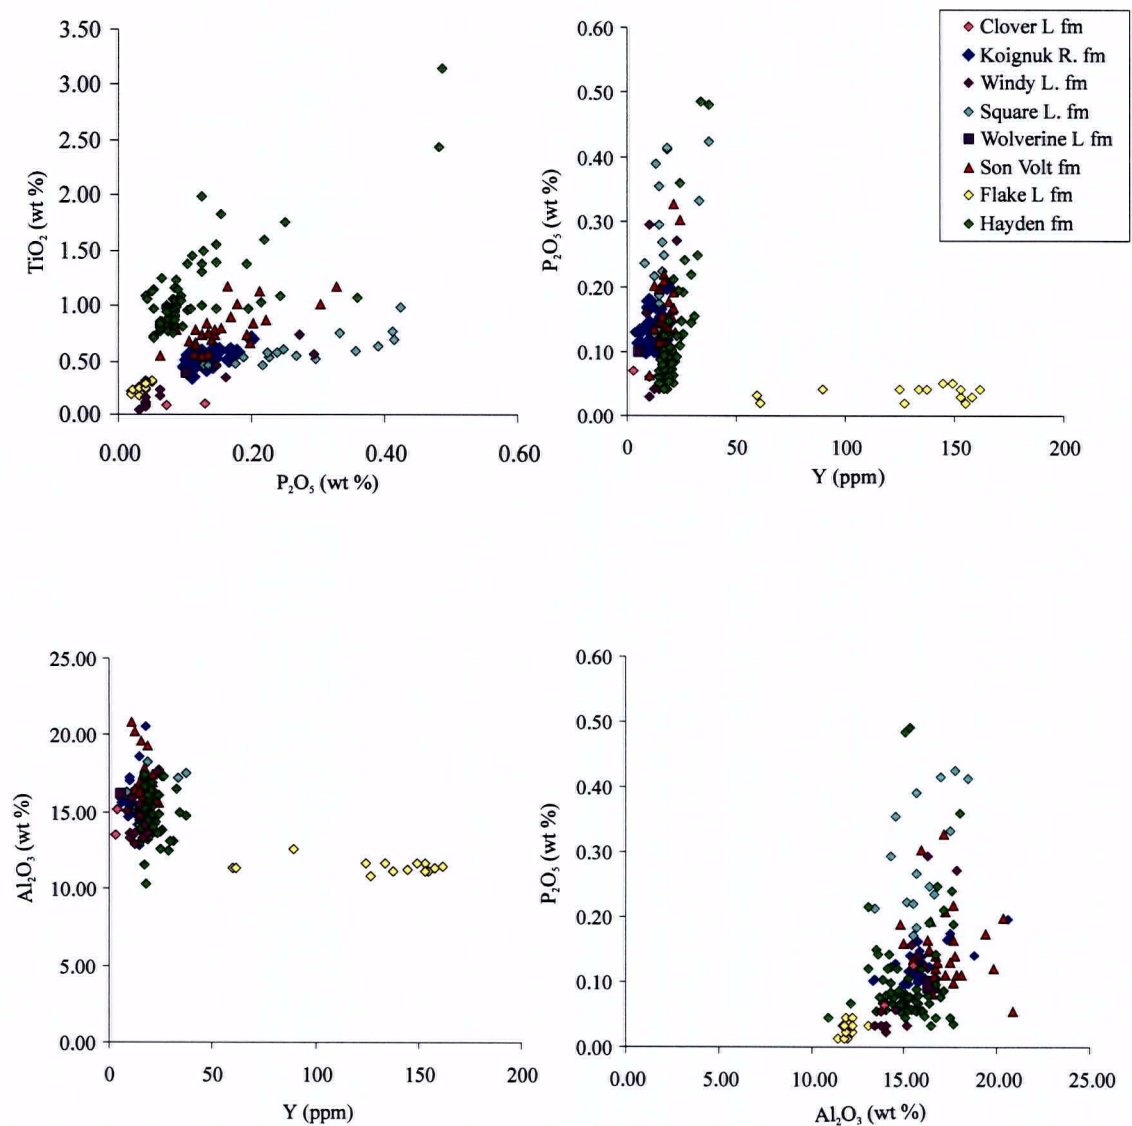 3.50
3.00
2.50
2.00
1.50
1.00
0.50
0.00
TiO₂ (wt %)
0.00 0.20 0.40 0.60
P₂O₅ (wt %)
0.60
0.50
0.40
0.30
0.20
0.10
0.00
P₂O₅ (wt %)
0 50 100 150 200
Y (ppm)
Clover L fm
Koignuk R. fm
Windy L. fm
Square L. fm
Wolverine L fm
Son Volt fm
Flake L fm
Hayden fm
25.00
20.00
15.00
10.00
5.00
0.00
Al₂O₃ (wt %)
0 50 100 150 200
Y (ppm)
0.60
0.50
0.40
0.30
0.20
0.10
0.00
P₂O₅ (wt %)
0.00 5.00 10.00 15.00 20.00 25.00
Al₂O₃ (wt %)